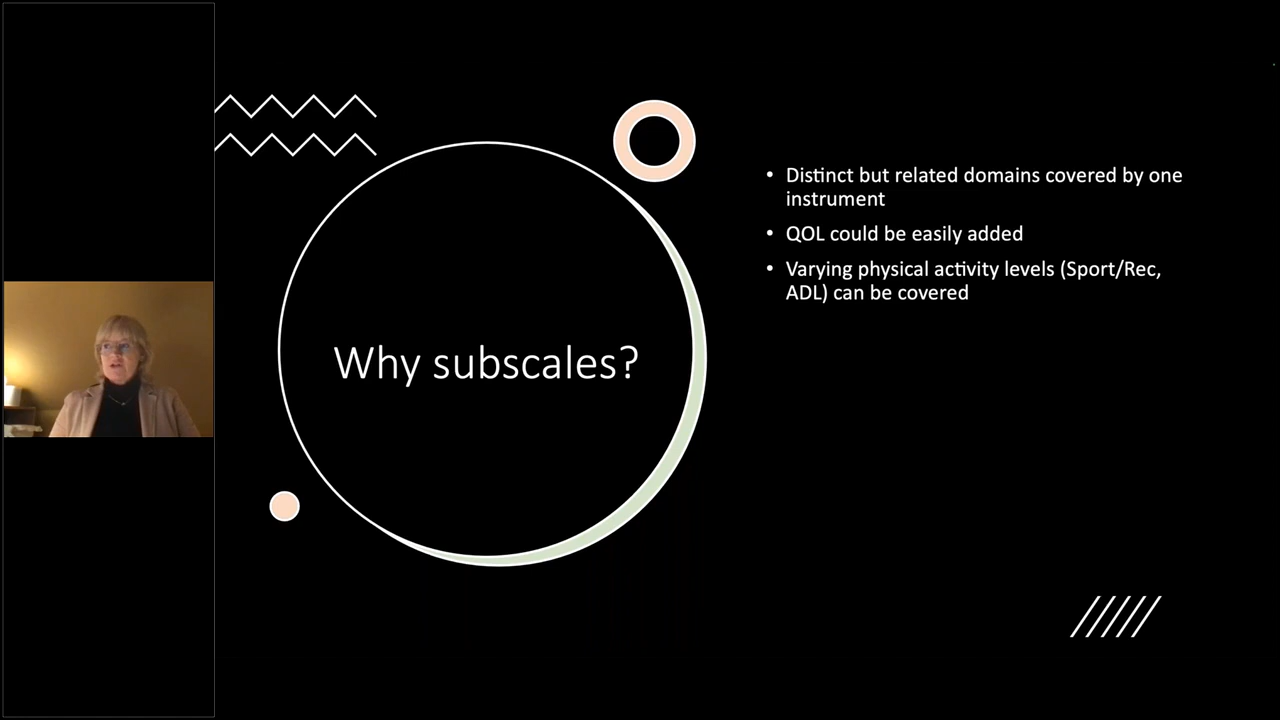 Why subscales?
• Distinct but related domains covered by one
instrument
• QOL could be easily added
• Varying physical activity levels (Sport/Rec,
ADL) can be covered